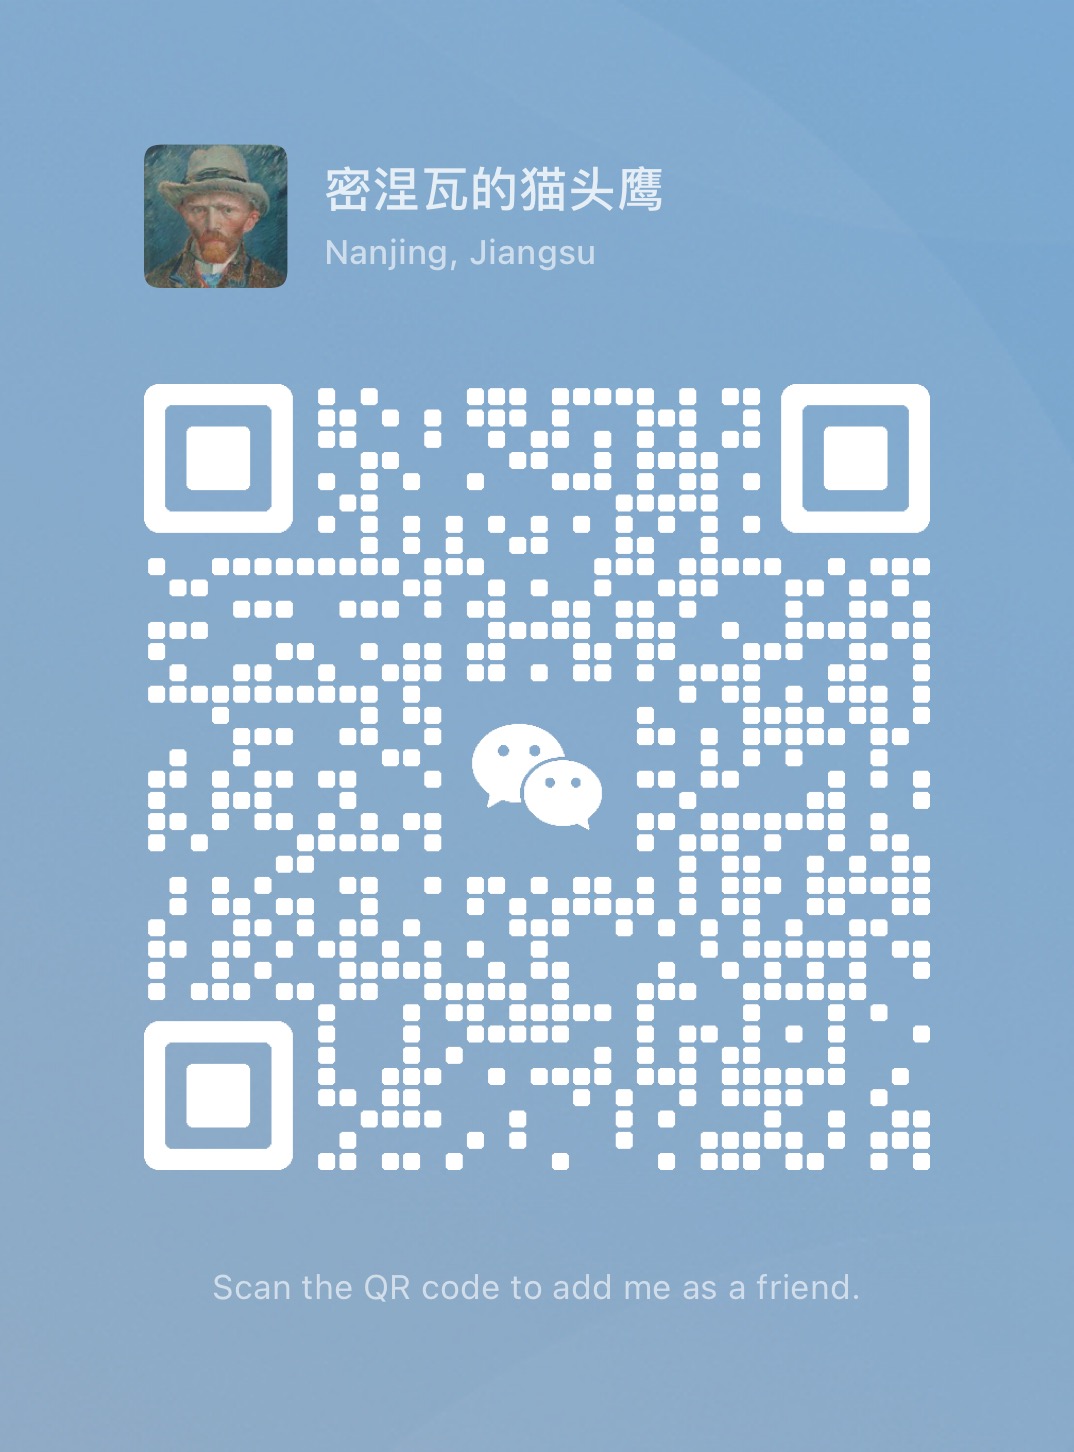 密涅瓦的猫头鹰
Nanjing, Jiangsu
Scan the QR code to add me as a friend.